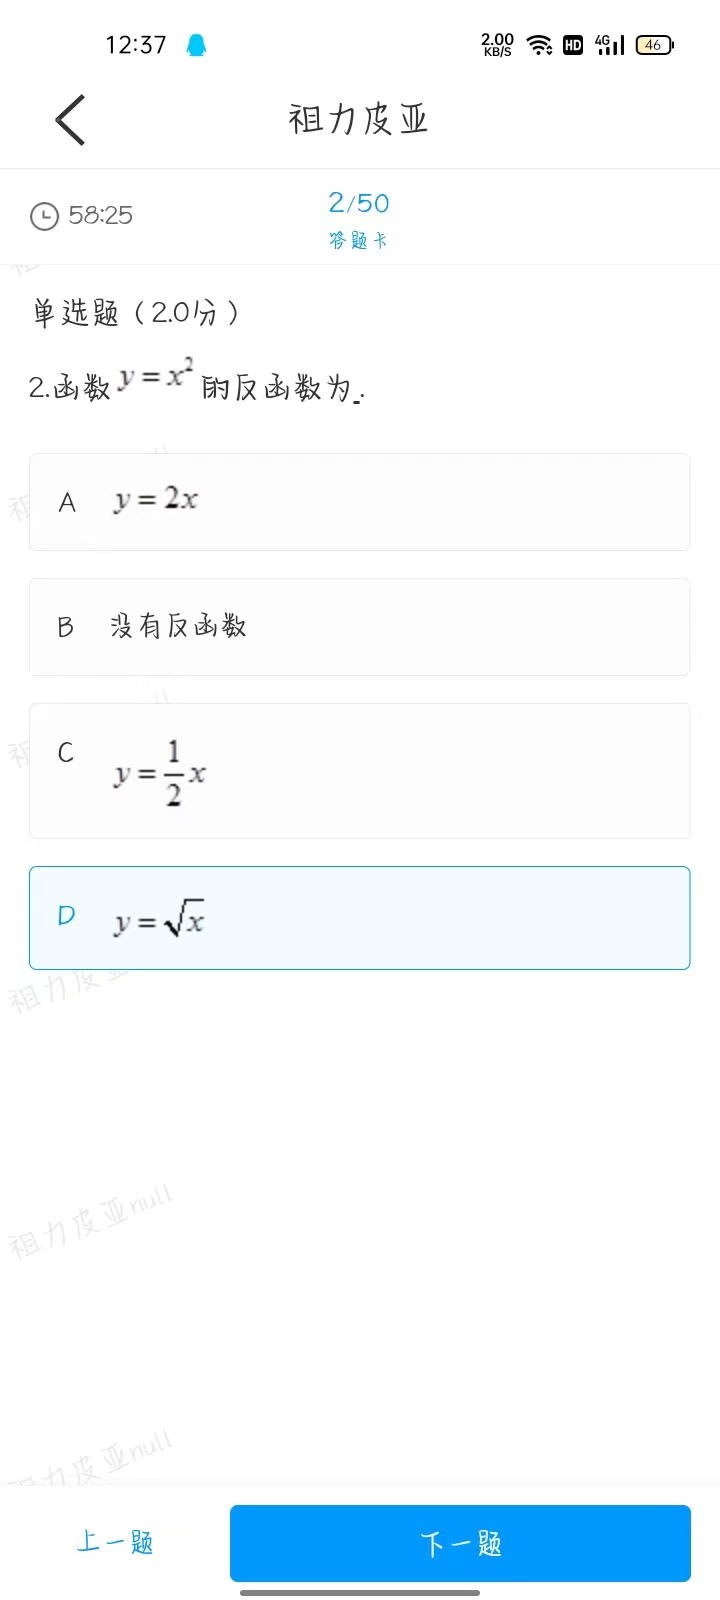 12:37 2.00 KB/S HD 4G 46
祖力皮亚
58:25 2/50
答题卡
单选题（2.0分）
2.函数 y = x² 的反函数为_.
A y = 2x
B 没有反函数
C y = 1/2 x
D y = √x
祖力皮亚
祖力皮亚null
祖力皮亚null
上一题 下一题